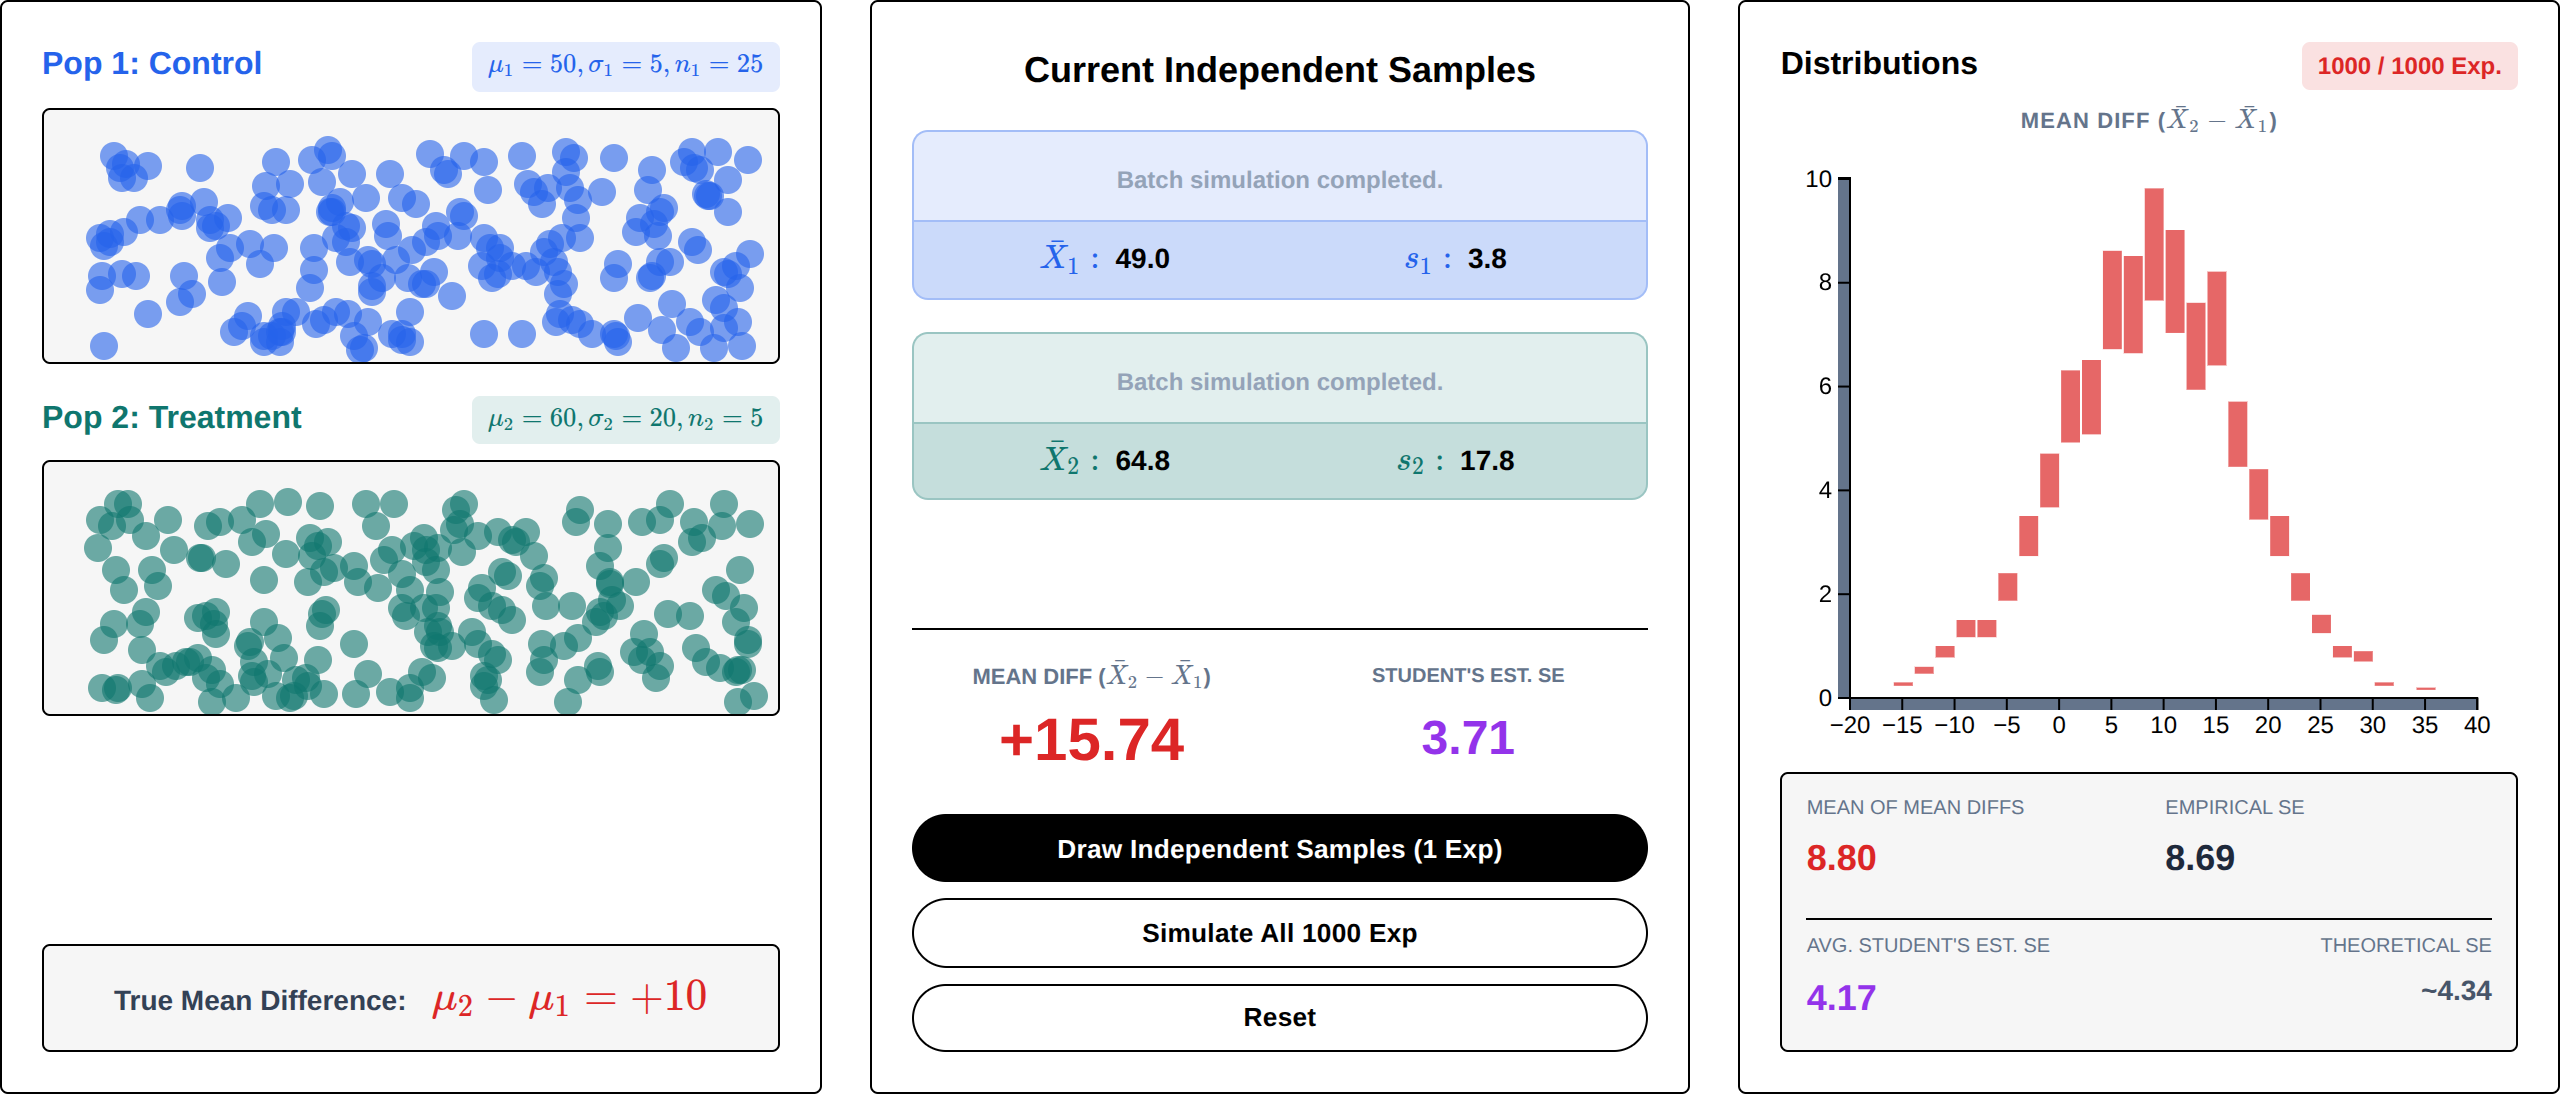 Pop 1: Control
μ₁ = 50, σ₁ = 5, n₁ = 25
Pop 2: Treatment
μ₂ = 60, σ₂ = 20, n₂ = 5
True Mean Difference: μ₂ − μ₁ = +10
Current Independent Samples
Batch simulation completed.
X̄₁ : 49.0 s₁ : 3.8
Batch simulation completed.
X̄₂ : 64.8 s₂ : 17.8
MEAN DIFF (X̄₂ − X̄₁) STUDENT'S EST. SE
+15.74 3.71
Draw Independent Samples (1 Exp)
Simulate All 1000 Exp
Reset
Distributions
1000 / 1000 Exp.
MEAN DIFF (X̄₂ − X̄₁)
10
8
6
4
2
0
−20 −15 −10 −5 0 5 10 15 20 25 30 35 40
MEAN OF MEAN DIFFS EMPIRICAL SE
8.80 8.69
AVG. STUDENT'S EST. SE THEORETICAL SE
4.17 ~4.34